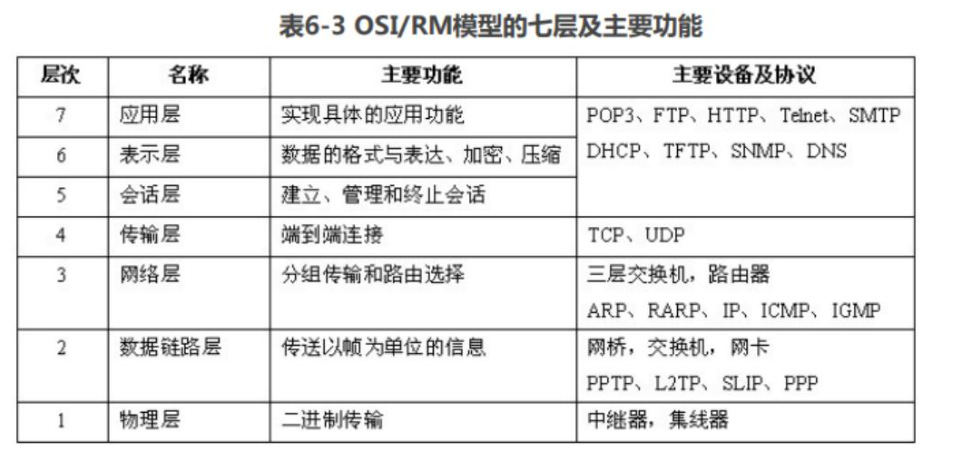 表6-3 OSI/RM模型的七层及主要功能
层次 名称 主要功能 主要设备及协议
7 应用层 实现具体的应用功能 POP3、FTP、HTTP、Telnet、SMTP
6 表示层 数据的格式与表达、加密、压缩 DHCP、TFTP、SNMP、DNS
5 会话层 建立、管理和终止会话
4 传输层 端到端连接 TCP、UDP
3 网络层 分组传输和路由选择 三层交换机，路由器
ARP、RARP、IP、ICMP、IGMP
2 数据链路层 传送以帧为单位的信息 网桥，交换机，网卡
PPTP、L2TP、SLIP、PPP
1 物理层 二进制传输 中继器，集线器